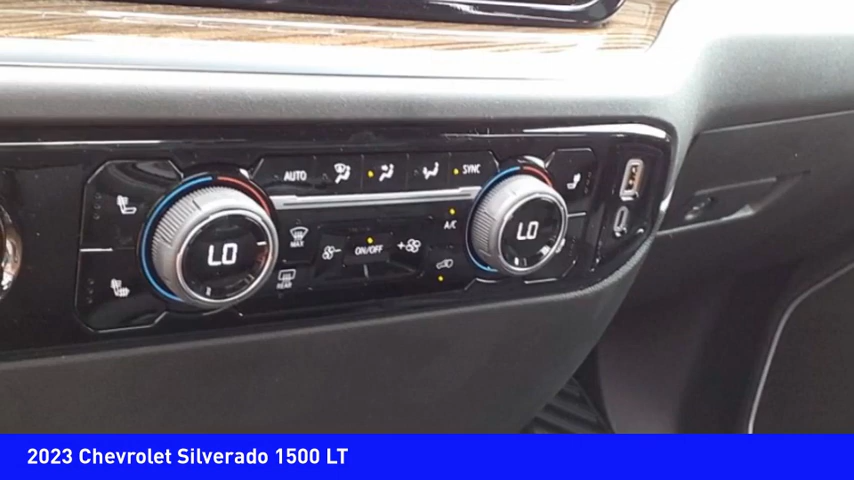 AUTO
SYNC
LO
MAX
ON/OFF
A/C
LO
REAR
2023 Chevrolet Silverado 1500 LT